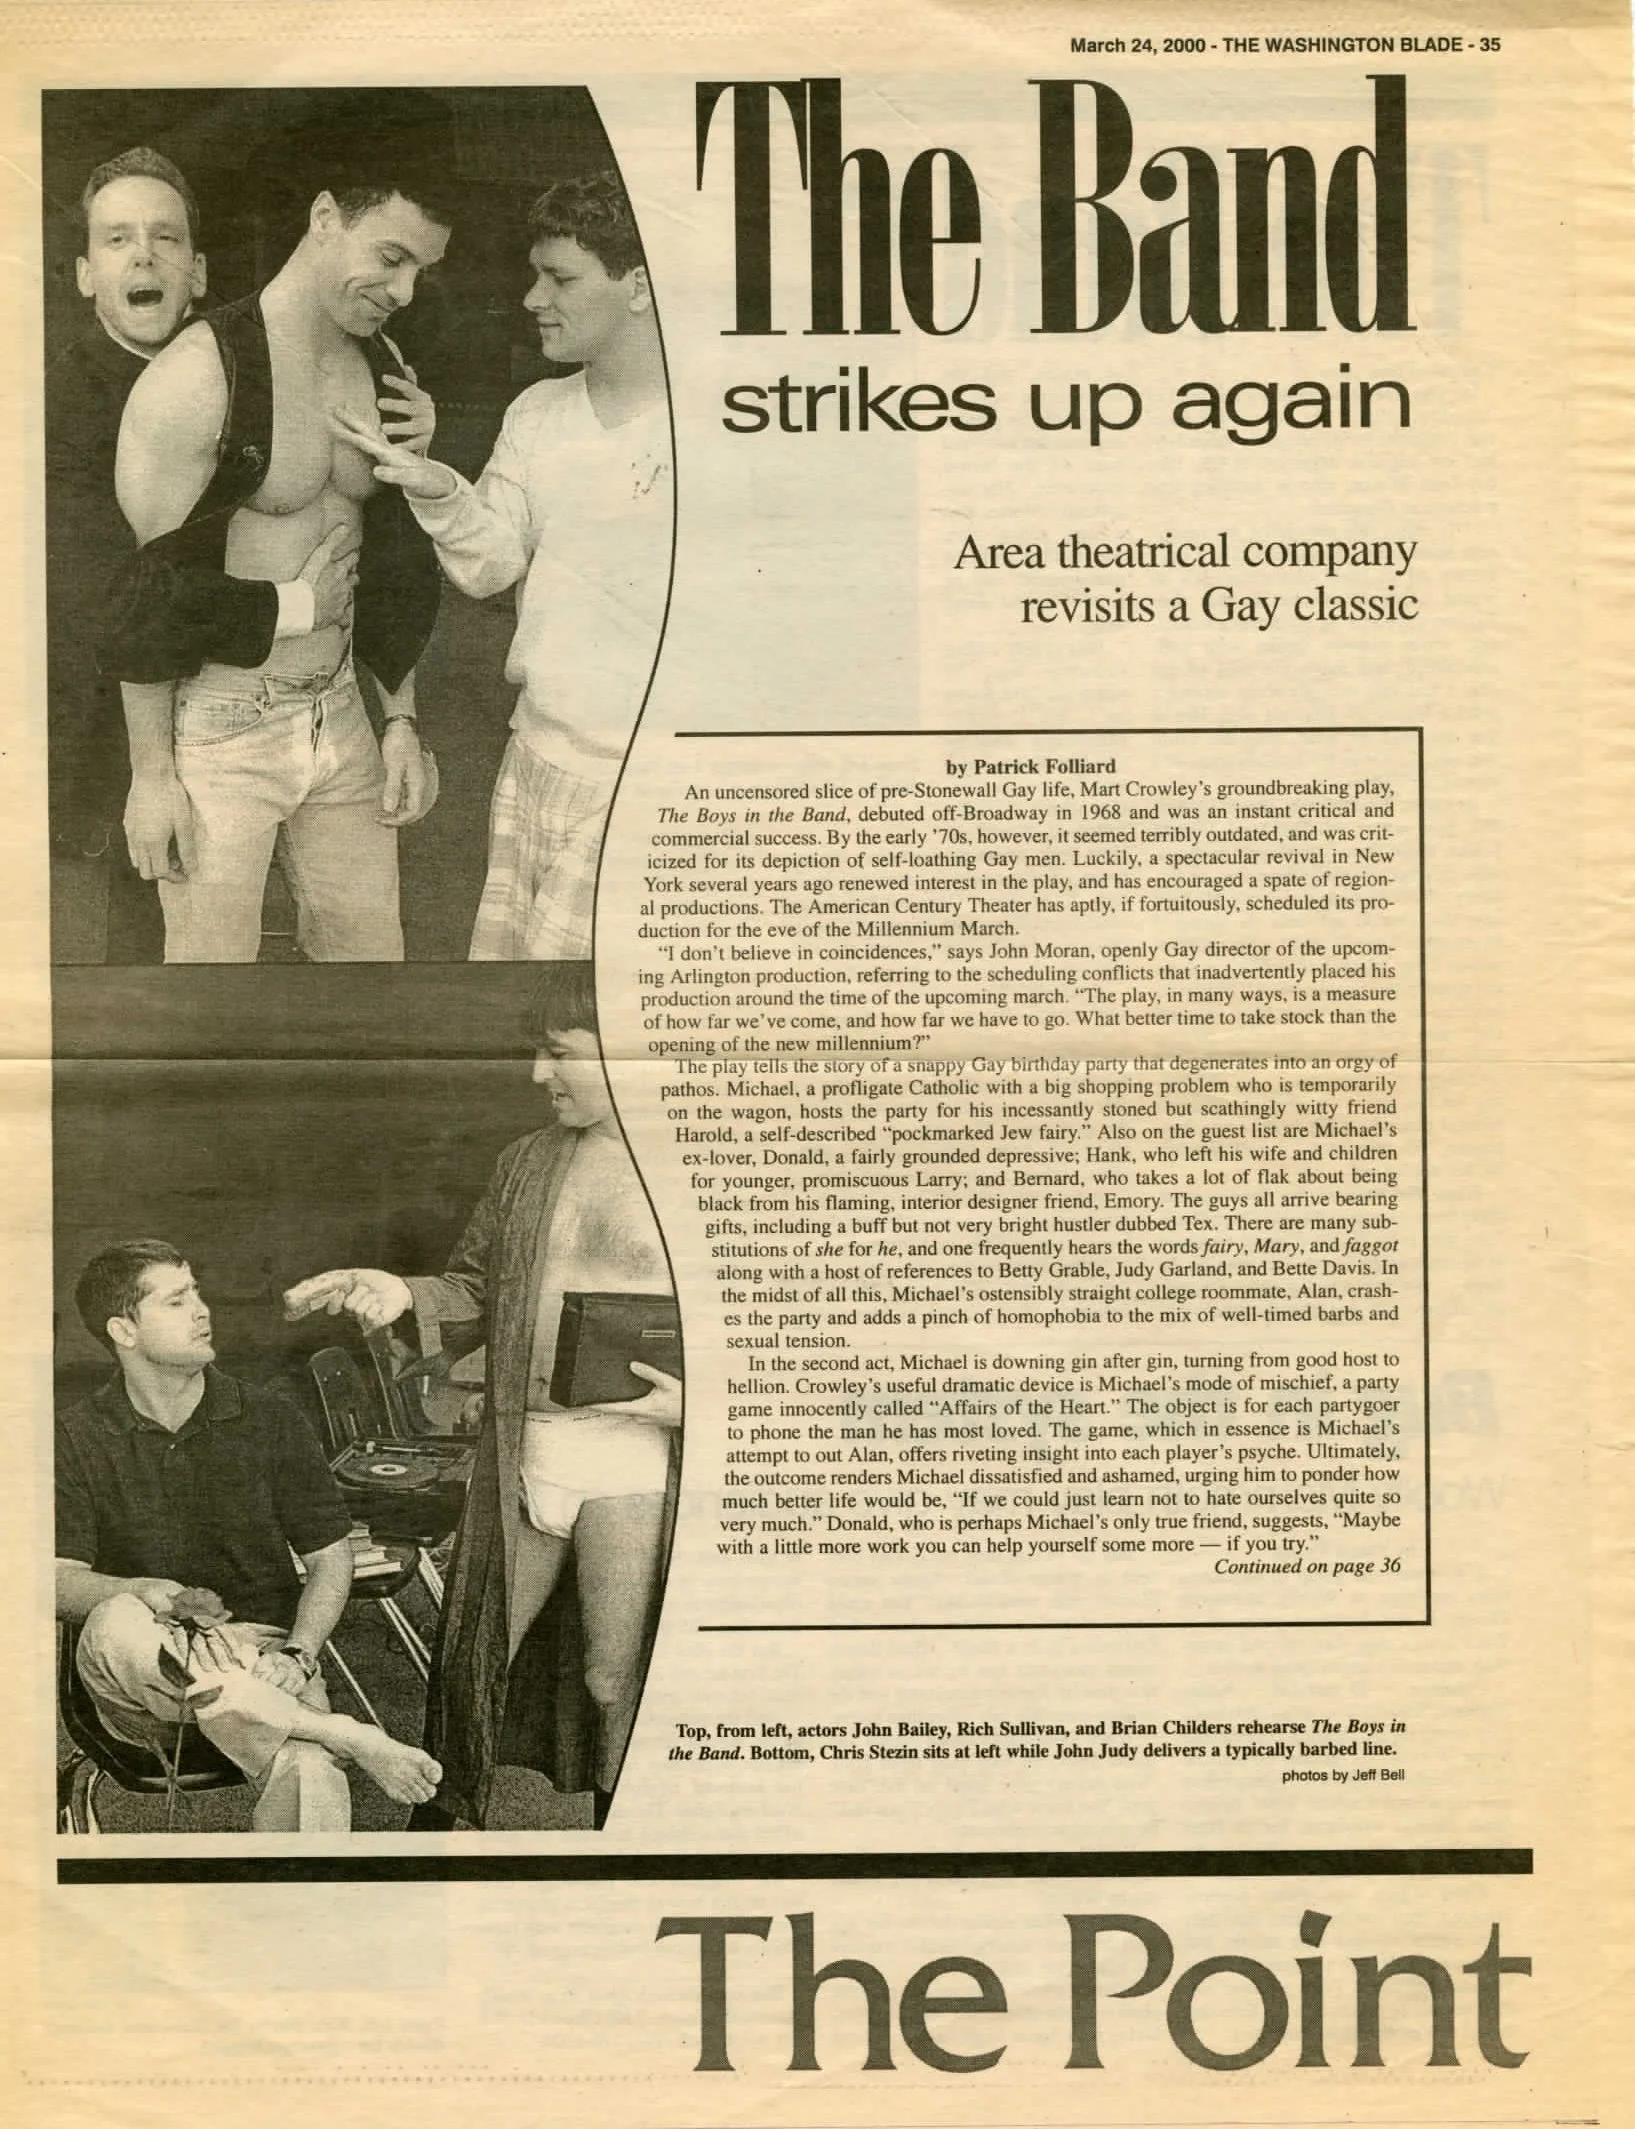 March 24, 2000 - THE WASHINGTON BLADE - 35
The Band
strikes up again
Area theatrical company
revisits a Gay classic
by Patrick Folliard
An uncensored slice of pre-Stonewall Gay life, Mart Crowley's groundbreaking play,
The Boys in the Band, debuted off-Broadway in 1968 and was an instant critical and
commercial success. By the early '70s, however, it seemed terribly outdated, and was crit-
icized for its depiction of self-loathing Gay men. Luckily, a spectacular revival in New
York several years ago renewed interest in the play, and has encouraged a spate of region-
al productions. The American Century Theater has aptly, if fortuitously, scheduled its pro-
duction for the eve of the Millennium March.
"I don't believe in coincidences," says John Moran, openly Gay director of the upcom-
ing Arlington production, referring to the scheduling conflicts that inadvertently placed his
production around the time of the upcoming march. "The play, in many ways, is a measure
of how far we've come, and how far we have to go. What better time to take stock than the
opening of the new millennium?"
The play tells the story of a snappy Gay birthday party that degenerates into an orgy of
pathos. Michael, a profligate Catholic with a big shopping problem who is temporarily
on the wagon, hosts the party for his incessantly stoned but scathingly witty friend
Harold, a self-described "pockmarked Jew fairy." Also on the guest list are Michael's
ex-lover, Donald, a fairly grounded depressive; Hank, who left his wife and children
for younger, promiscuous Larry; and Bernard, who takes a lot of flak about being
black from his flaming, interior designer friend, Emory. The guys all arrive bearing
gifts, including a buff but not very bright hustler dubbed Tex. There are many sub-
stitutions of she for he, and one frequently hears the words fairy, Mary, and faggot
along with a host of references to Betty Grable, Judy Garland, and Bette Davis. In
the midst of all this, Michael's ostensibly straight college roommate, Alan, crash-
es the party and adds a pinch of homophobia to the mix of well-timed barbs and
sexual tension.
In the second act, Michael is downing gin after gin, turning from good host to
hellion. Crowley's useful dramatic device is Michael's mode of mischief, a party
game innocently called "Affairs of the Heart." The object is for each partygoer
to phone the man he has most loved. The game, which in essence is Michael's
attempt to out Alan, offers riveting insight into each player's psyche. Ultimately,
the outcome renders Michael dissatisfied and ashamed, urging him to ponder how
much better life would be, "If we could just learn not to hate ourselves quite so
very much." Donald, who is perhaps Michael's only true friend, suggests, "Maybe
with a little more work you can help yourself some more — if you try."
Continued on page 36
Top, from left, actors John Bailey, Rich Sullivan, and Brian Childers rehearse The Boys in
the Band. Bottom, Chris Stezin sits at left while John Judy delivers a typically barbed line.
photos by Jeff Bell
The Point